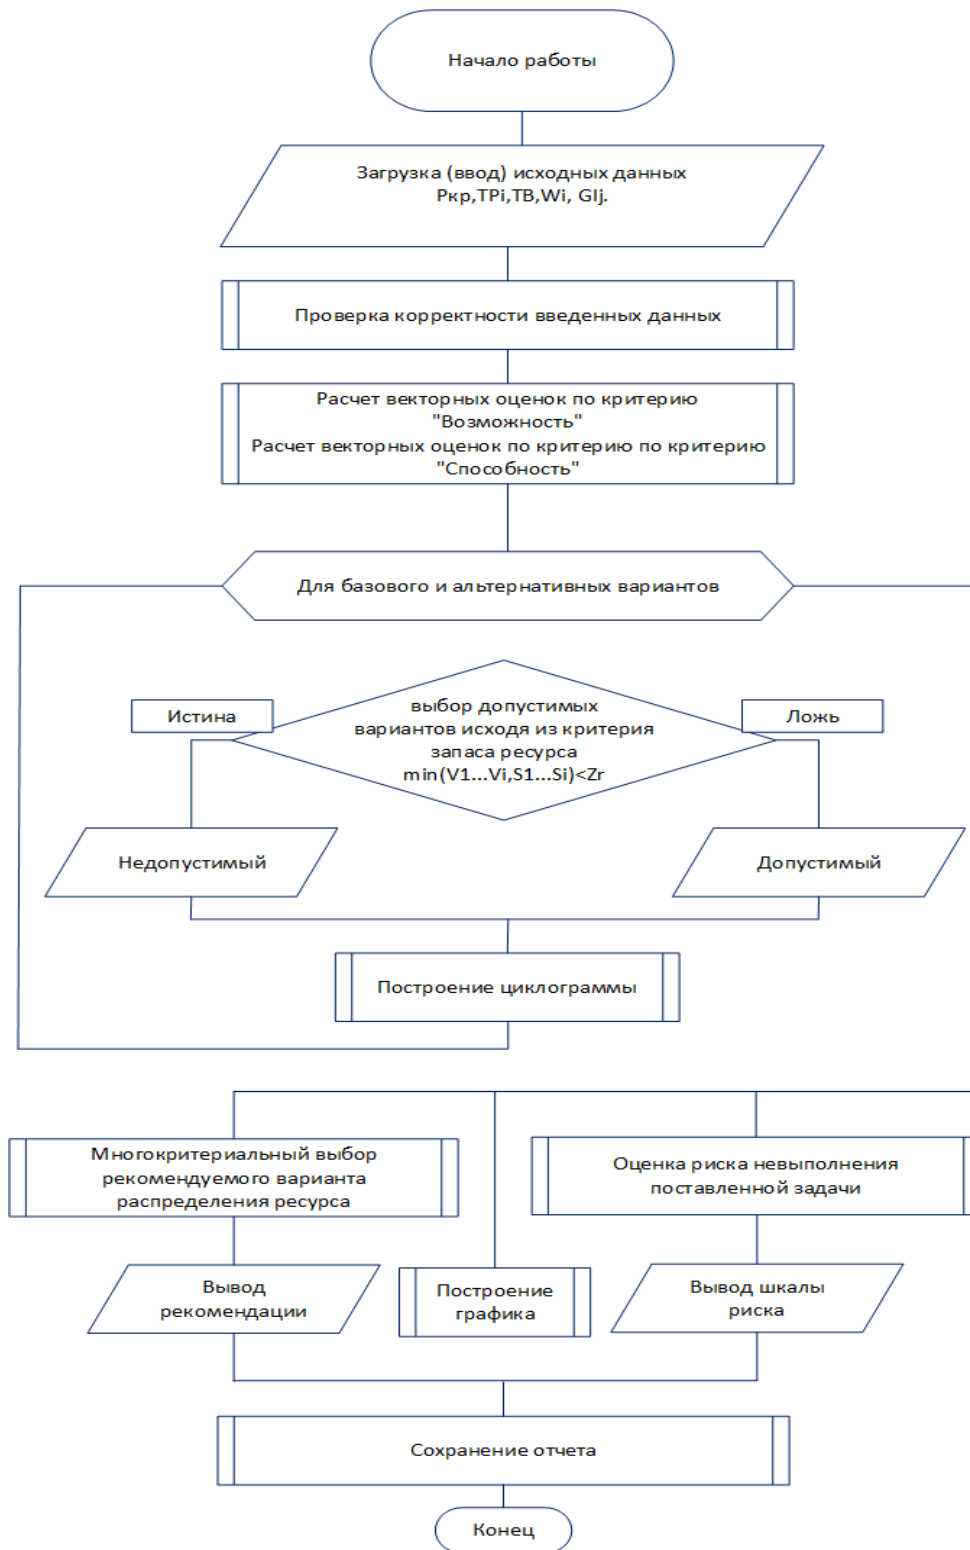 Начало работы
Загрузка (ввод) исходных данных
Ркр,ТРi,ТВ,Wi, Glj.
Проверка корректности введенных данных
Расчет векторных оценок по критерию
"Возможность"
Расчет векторных оценок по критерию по критерию
"Способность"
Для базового и альтернативных вариантов
Истина
выбор допустимых
вариантов исходя из критерия
запаса ресурса
min(V1...Vi,S1...Si)<Zr
Ложь
Недопустимый
Допустимый
Построение циклограммы
Многокритериальный выбор
рекомендуемого варианта
распределения ресурса
Оценка риска невыполнения
поставленной задачи
Вывод
рекомендации
Построение
графика
Вывод шкалы
риска
Сохранение отчета
Конец